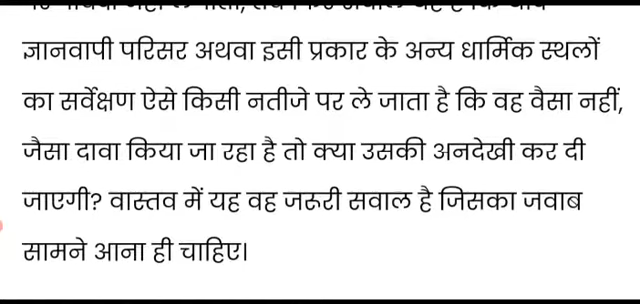 ज्ञानवापी परिसर अथवा इसी प्रकार के अन्य धार्मिक स्थलों
का सर्वेक्षण ऐसे किसी नतीजे पर ले जाता है कि वह वैसा नहीं,
जैसा दावा किया जा रहा है तो क्या उसकी अनदेखी कर दी
जाएगी? वास्तव में यह वह जरूरी सवाल है जिसका जवाब
सामने आना ही चाहिए।